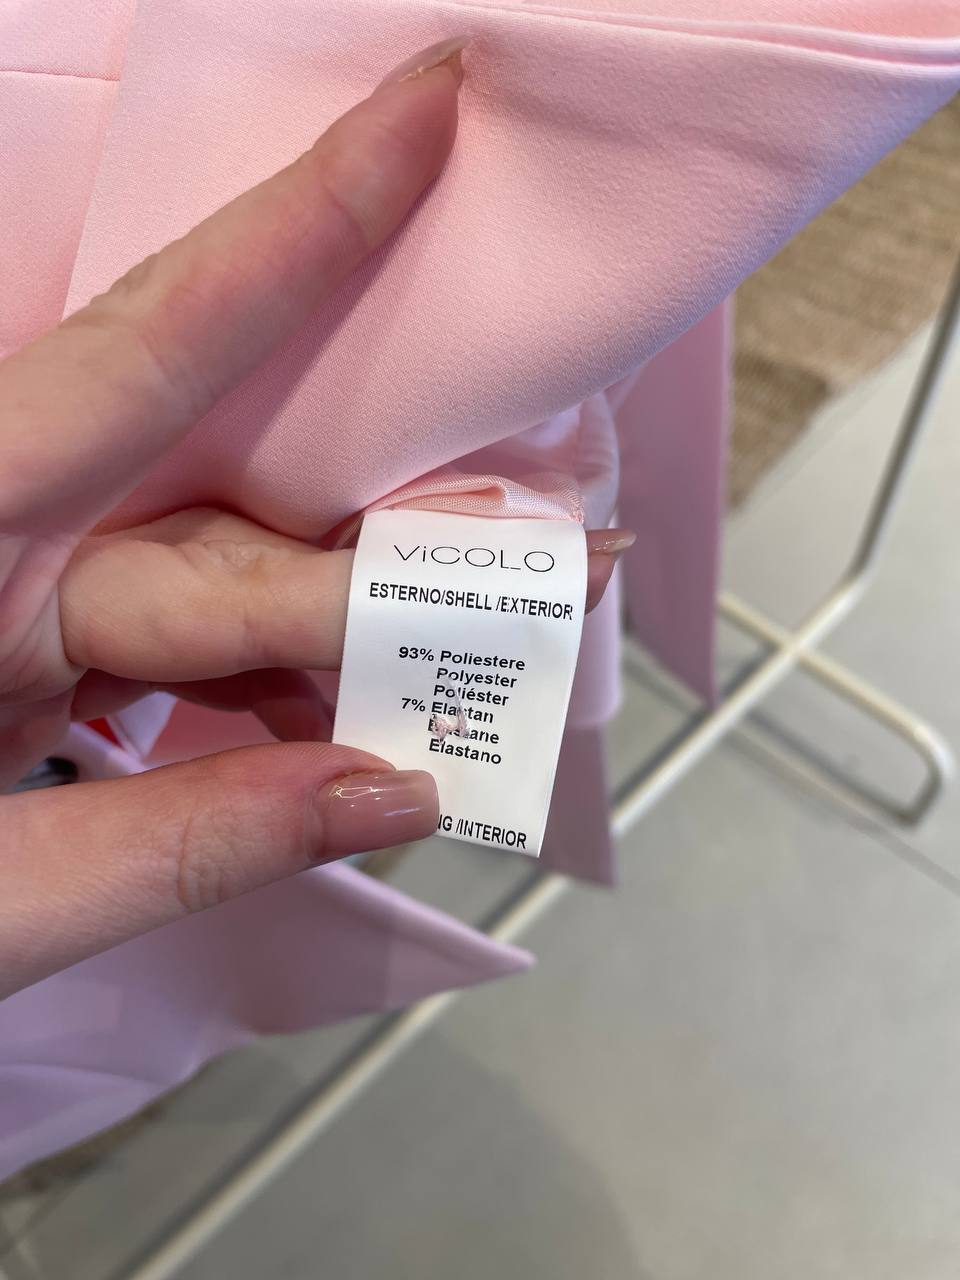 ViCOLO
ESTERNO/SHELL /EXTERIOR
93% Poliestere
Polyester
Poliéster
7% Elastan
Elastano
/INTERIOR